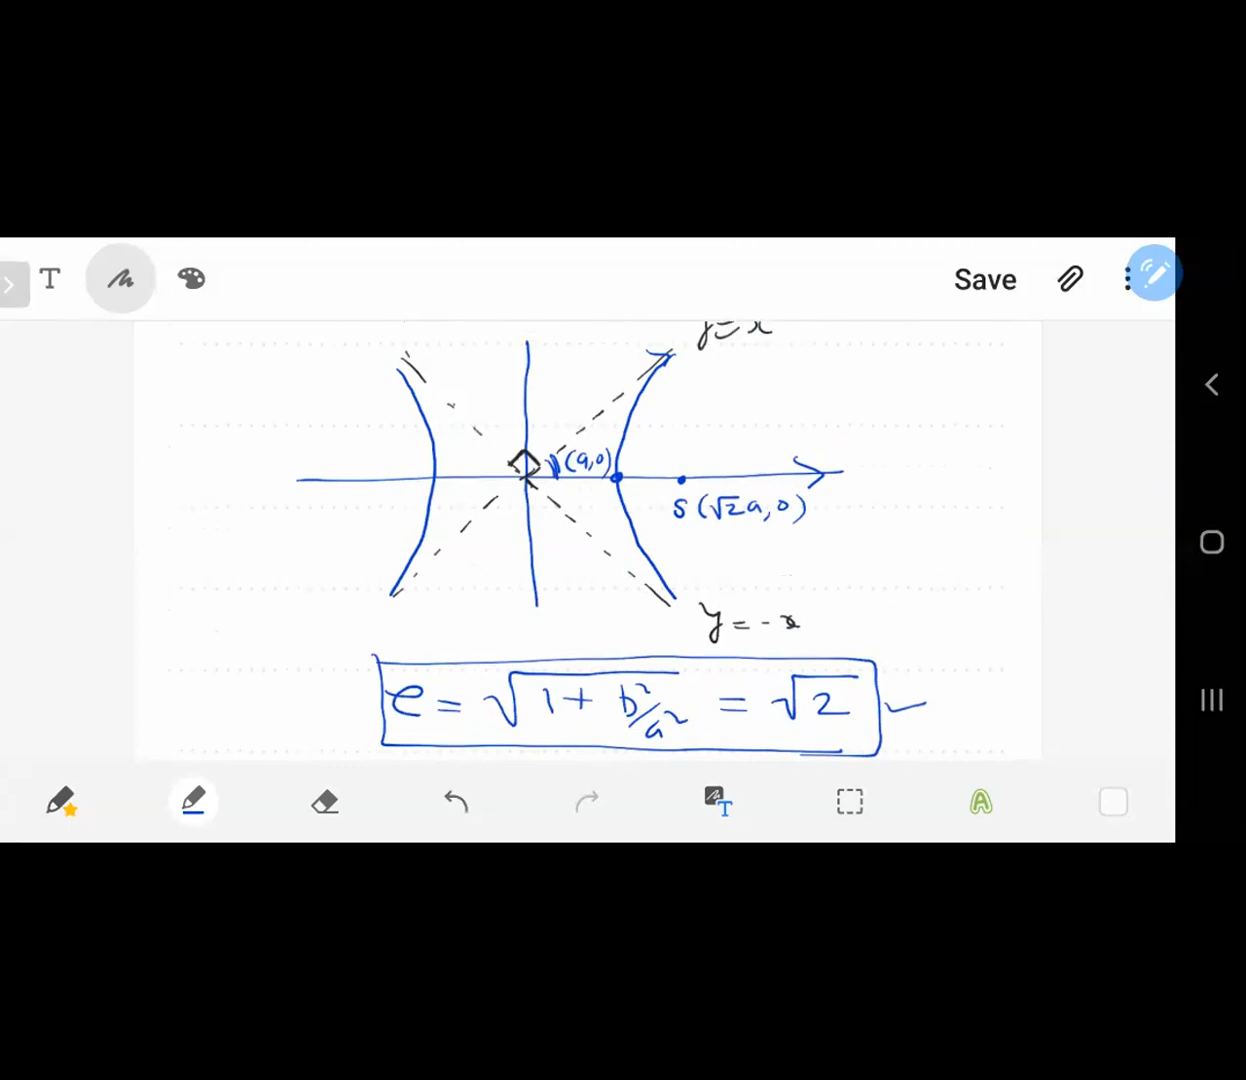 T Save
y = x
V(a,0)
S(√2a,0)
y = -x
e = √1 + b²/a² = √2
T A